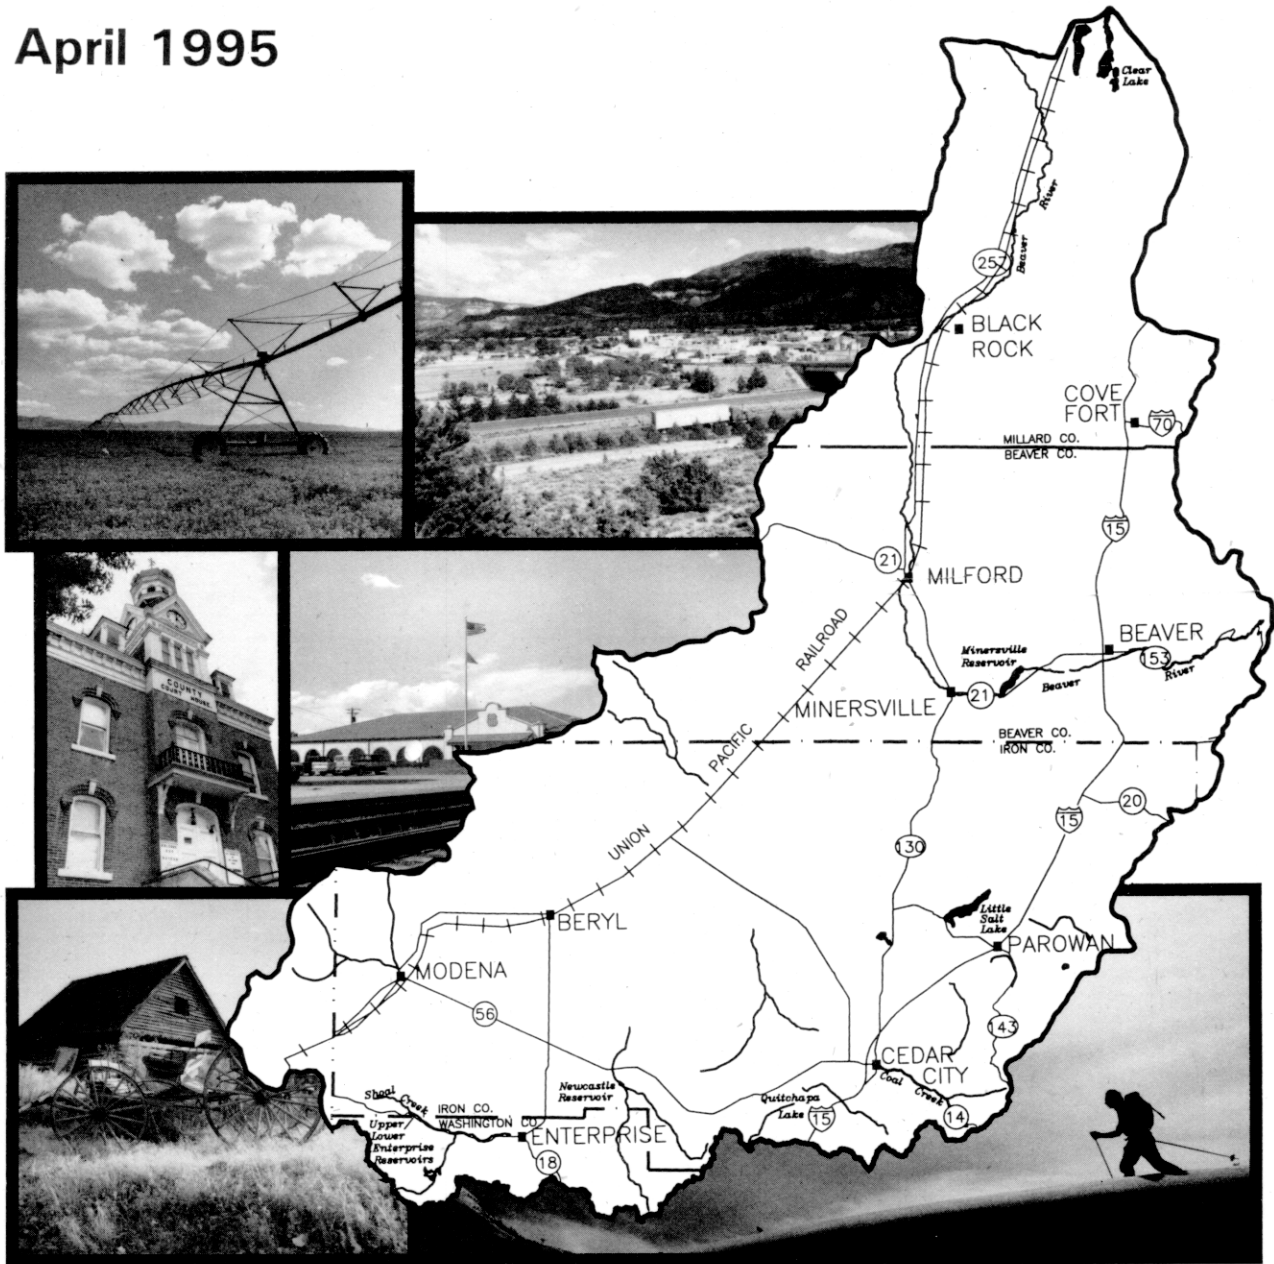 April 1995
Clear
Lake
River
Beaver
257
BLACK
ROCK
COVE
FORT
70
MILLARD CO.
BEAVER CO.
15
21
MILFORD
RAILROAD
BEAVER
Minersville
Reservoir
153
River
Beaver
21
MINERSVILLE
COUNTY
COURT HOUSE
PACIFIC
BEAVER CO.
IRON CO.
20
15
UNION
130
Little
Salt
Lake
BERYL
PAROWAN
MODENA
56
143
CEDAR
CITY
Coal Creek
Newcastle
Reservoir
Shoal Creek
Quitchapa
Lake
IRON CO.
WASHINGTON CO.
15
14
Upper
Lower
Enterprise
Reservoirs
ENTERPRISE
18